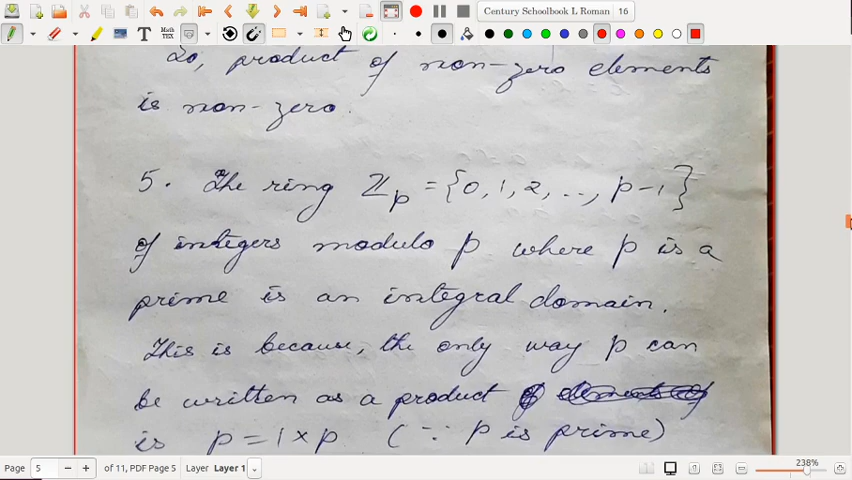 Century Schoolbook L Roman 16
T Math TEX
So, product of non-zero elements
is non-zero.
5. The ring ℤp = {0, 1, 2, ..., p-1}
of integers modulo p where p is a
prime is an integral domain.
This is because, the only way p can
be written as a product
is p = 1 × p. (∵ p is prime)
Page 5 of 11, PDF Page 5 Layer Layer 1 238%